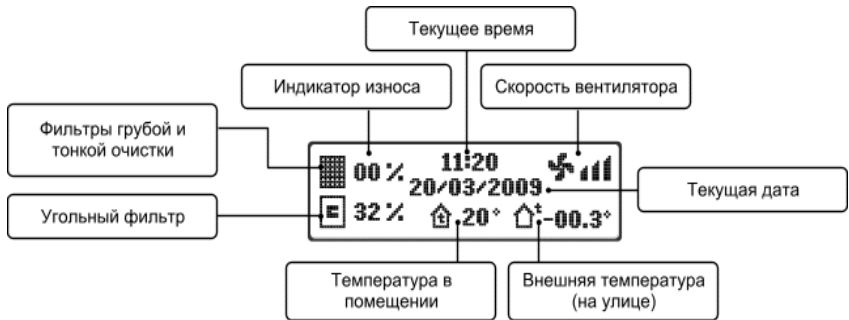 Текущее время
Индикатор износа
Скорость вентилятора
Фильтры грубой и
тонкой очистки
00 % 11:20
20/03/2009
Текущая дата
Угольный фильтр
32 % t 20° t -00.3°
Температура в
помещении
Внешняя температура
(на улице)